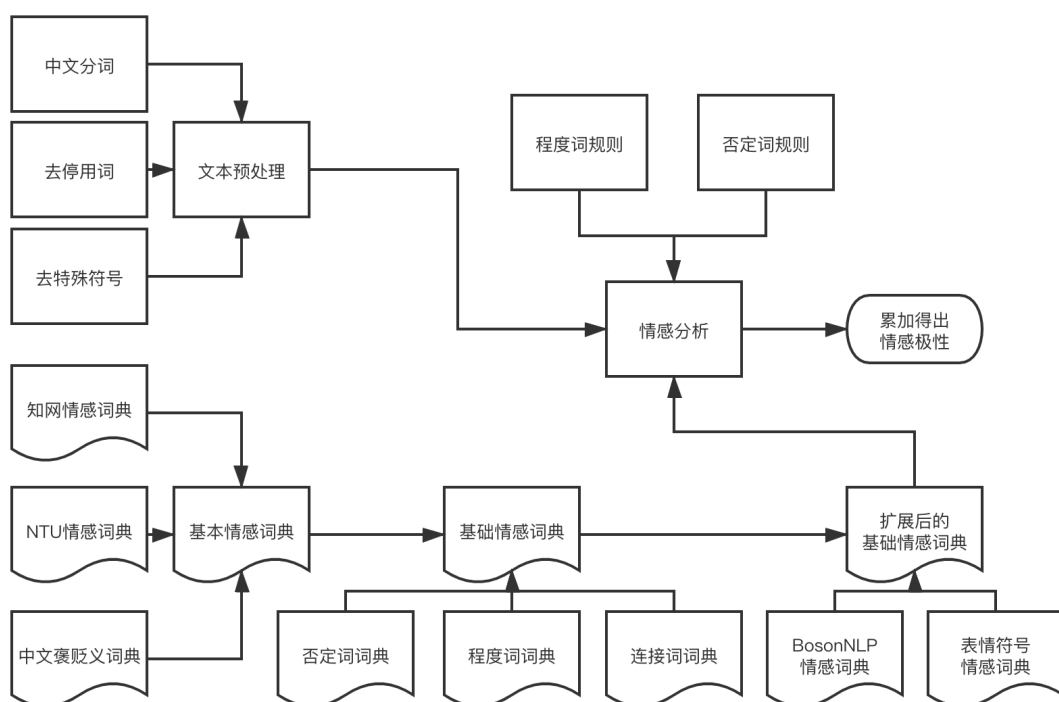 中文分词
去停用词
文本预处理
去特殊符号
程度词规则
否定词规则
情感分析
累加得出
情感极性
知网情感词典
NTU情感词典
基本情感词典
基础情感词典
扩展后的
基础情感词典
中文褒贬义词典
否定词词典
程度词词典
连接词词典
BosonNLP
情感词典
表情符号
情感词典